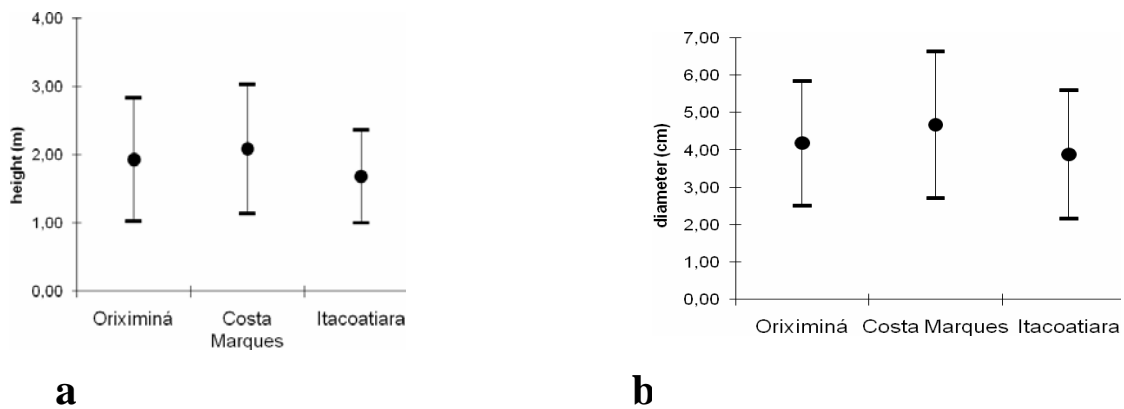 4,00
3,00
2,00
1,00
0,00
height (m)
Oriximiná Costa Marques Itacoatiara
a
7,00
6,00
5,00
4,00
3,00
2,00
1,00
0,00
diameter (cm)
Oriximiná Costa Marques Itacoatiara
b